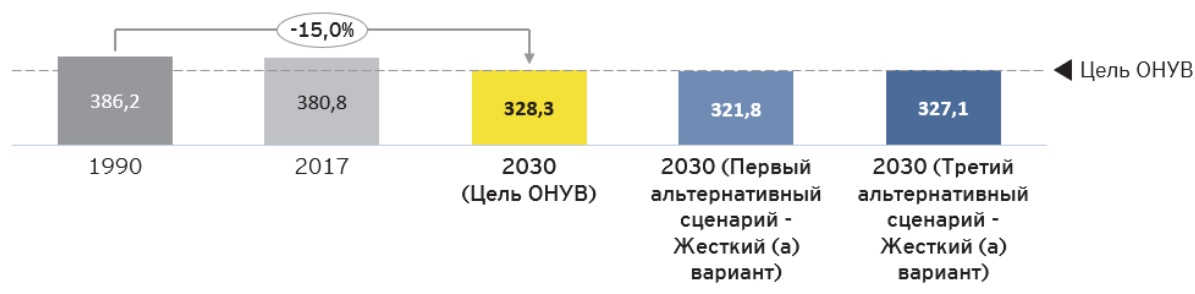 -15,0%
Цель ОНУВ
386,2
380,8
328,3
321,8
327,1
1990
2017
2030
(Цель ОНУВ)
2030 (Первый
альтернативный
сценарий -
Жесткий (а)
вариант)
2030 (Третий
альтернативный
сценарий -
Жесткий (а)
вариант)